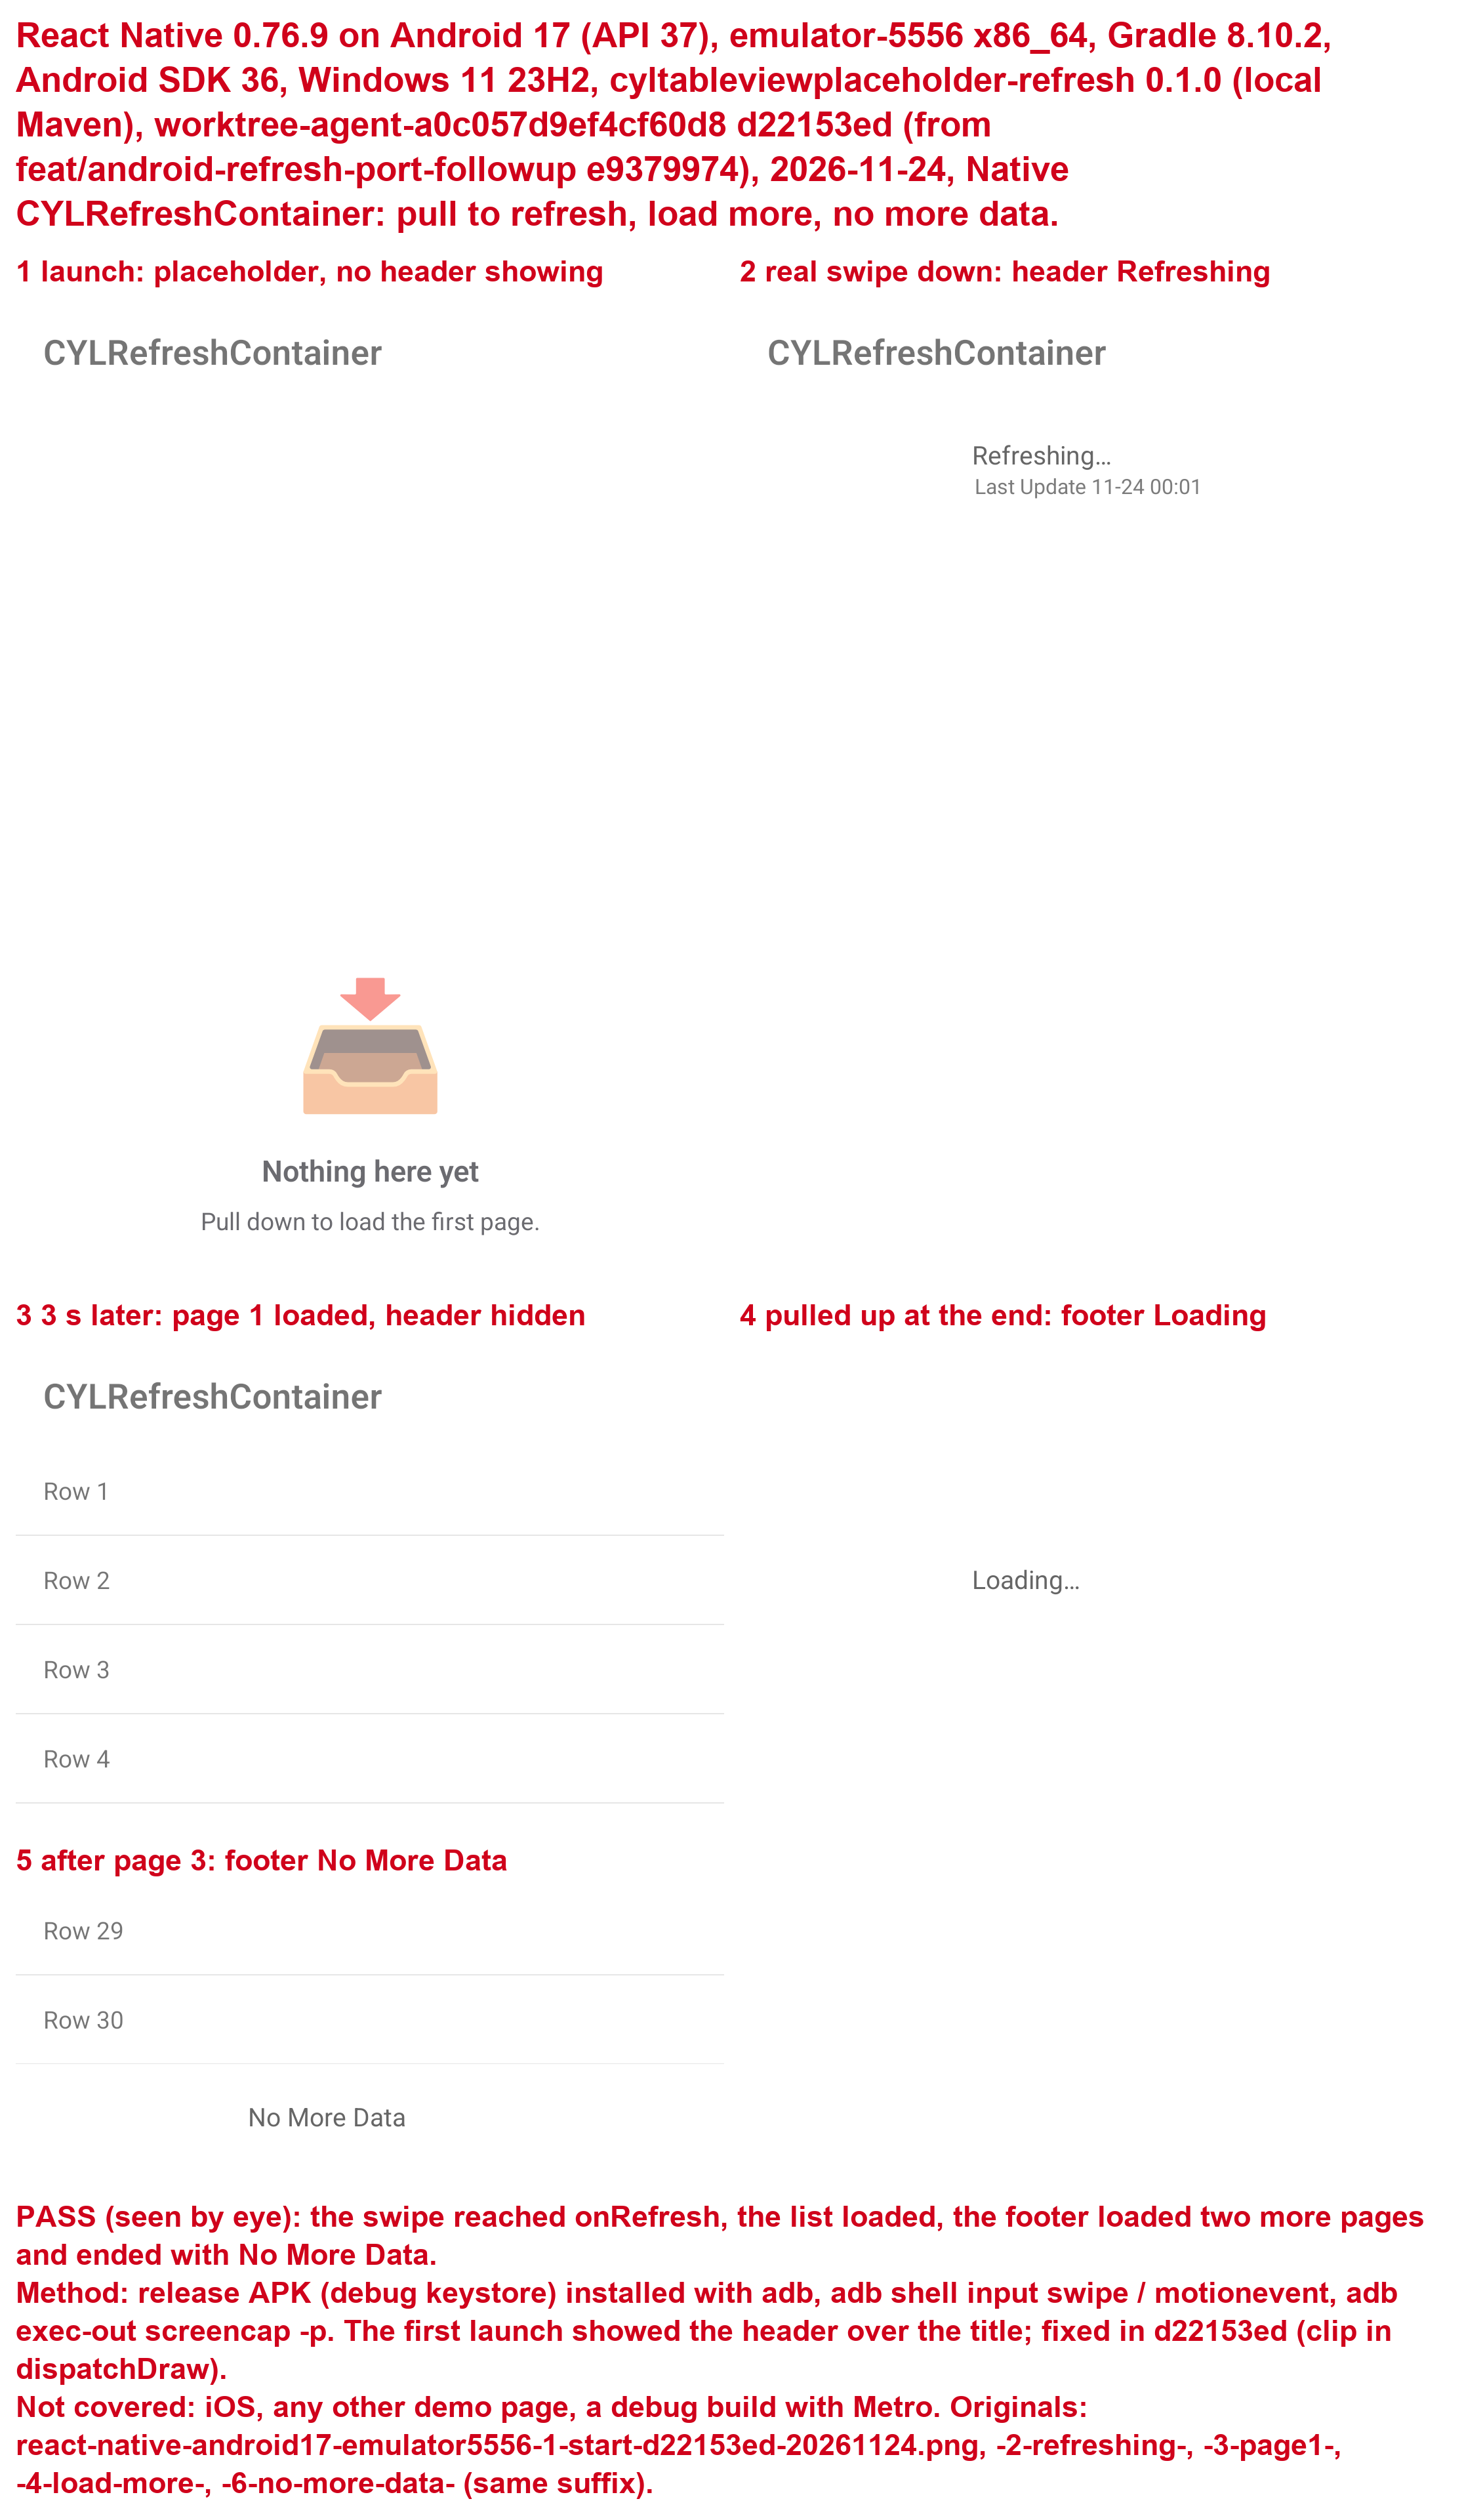 React Native 0.76.9 on Android 17 (API 37), emulator-5556 x86_64, Gradle 8.10.2,
Android SDK 36, Windows 11 23H2, cyltableviewplaceholder-refresh 0.1.0 (local
Maven), worktree-agent-a0c057d9ef4cf60d8 d22153ed (from
feat/android-refresh-port-followup e9379974), 2026-11-24, Native
CYLRefreshContainer: pull to refresh, load more, no more data.
1 launch: placeholder, no header showing
CYLRefreshContainer
Nothing here yet
Pull down to load the first page.
2 real swipe down: header Refreshing
CYLRefreshContainer
Refreshing…
Last Update 11-24 00:01
3 3 s later: page 1 loaded, header hidden
CYLRefreshContainer
Row 1
Row 2
Row 3
Row 4
4 pulled up at the end: footer Loading
Loading…
5 after page 3: footer No More Data
Row 29
Row 30
No More Data
PASS (seen by eye): the swipe reached onRefresh, the list loaded, the footer loaded two more pages
and ended with No More Data.
Method: release APK (debug keystore) installed with adb, adb shell input swipe / motionevent, adb
exec-out screencap -p. The first launch showed the header over the title; fixed in d22153ed (clip in
dispatchDraw).
Not covered: iOS, any other demo page, a debug build with Metro. Originals:
react-native-android17-emulator5556-1-start-d22153ed-20261124.png, -2-refreshing-, -3-page1-,
-4-load-more-, -6-no-more-data- (same suffix).